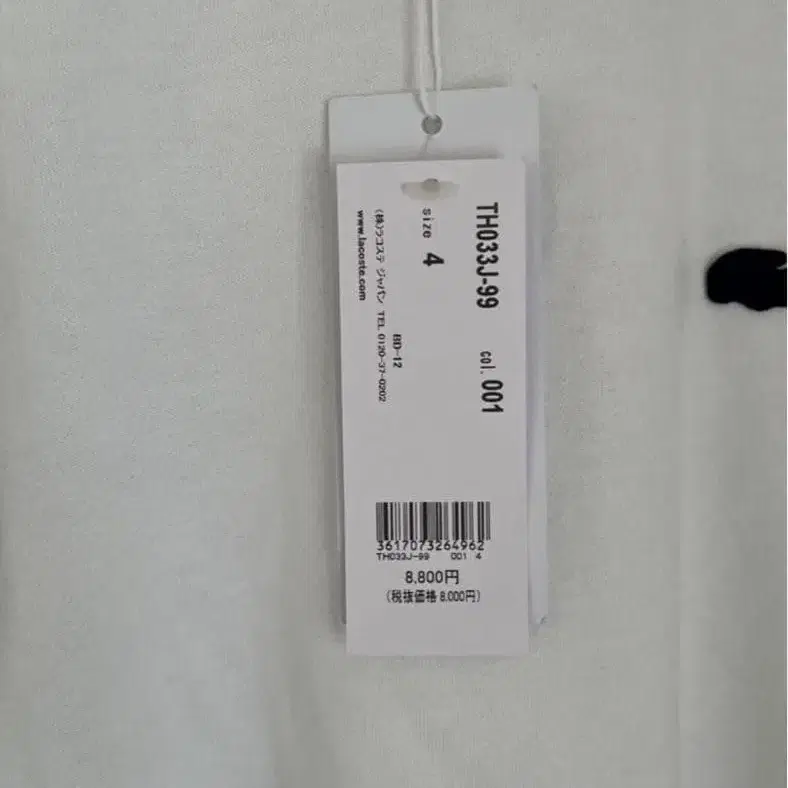 TH033J-99 col. 001
size 4
BD-12
(株)ラコステ ジャパン TEL 0120-37-0202
www.lacoste.com
3617073264962
TH033J-99 001 4
8,800円
(税抜価格 8,000円)